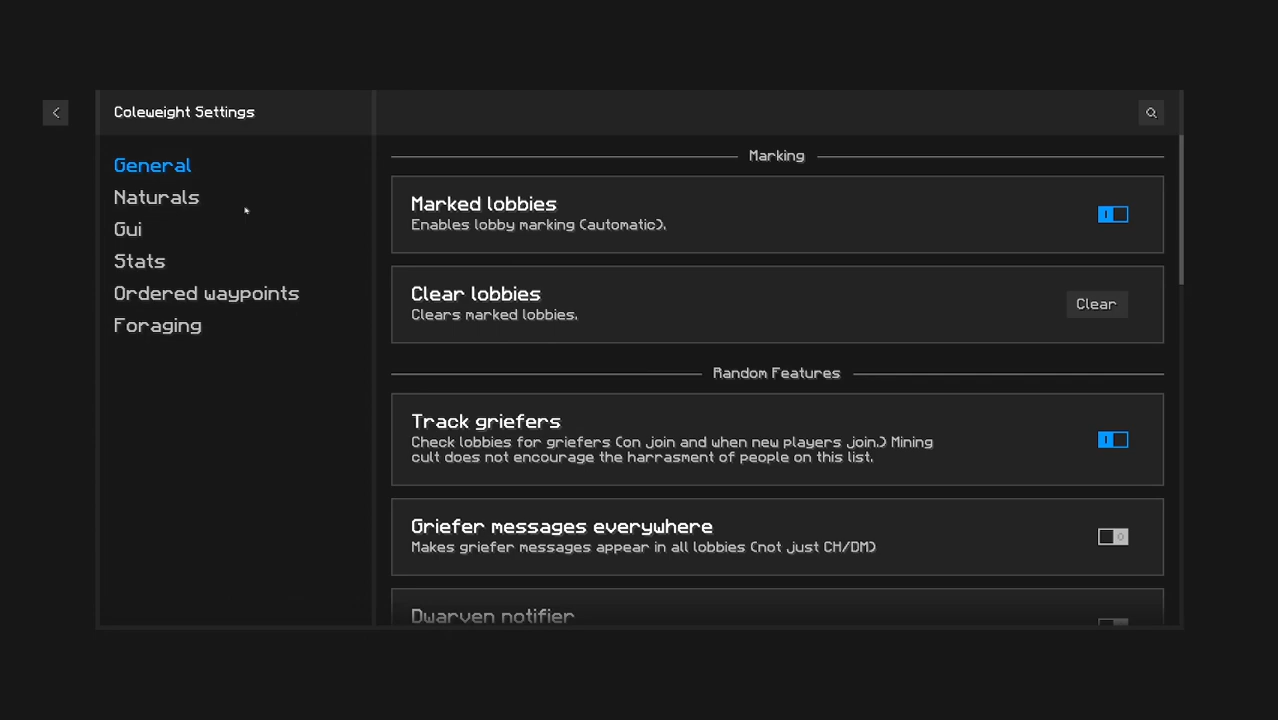 Coleweight Settings
General
Naturals
Gui
Stats
Ordered waypoints
Foraging
Marking
Marked lobbies
Enables lobby marking (automatic).
Clear lobbies
Clears marked lobbies.
Clear
Random Features
Track griefers
Check lobbies for griefers (on join and when new players join.) Mining
cult does not encourage the harrasment of people on this list.
Griefer messages everywhere
Makes griefer messages appear in all lobbies (not just CH/DM)
Dwarven notifier